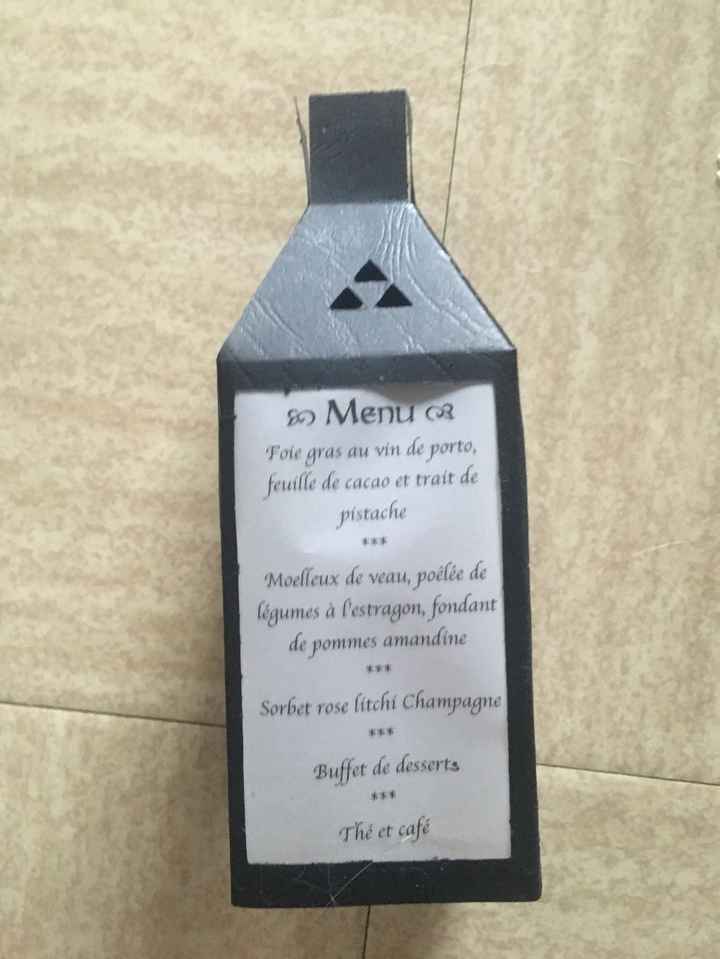 Menu
Foie gras au vin de porto,
feuille de cacao et trait de
pistache
***
Moelleux de veau, poêlée de
légumes à l'estragon, fondant
de pommes amandine
***
Sorbet rose litchi Champagne
***
Buffet de desserts
***
Thé et café